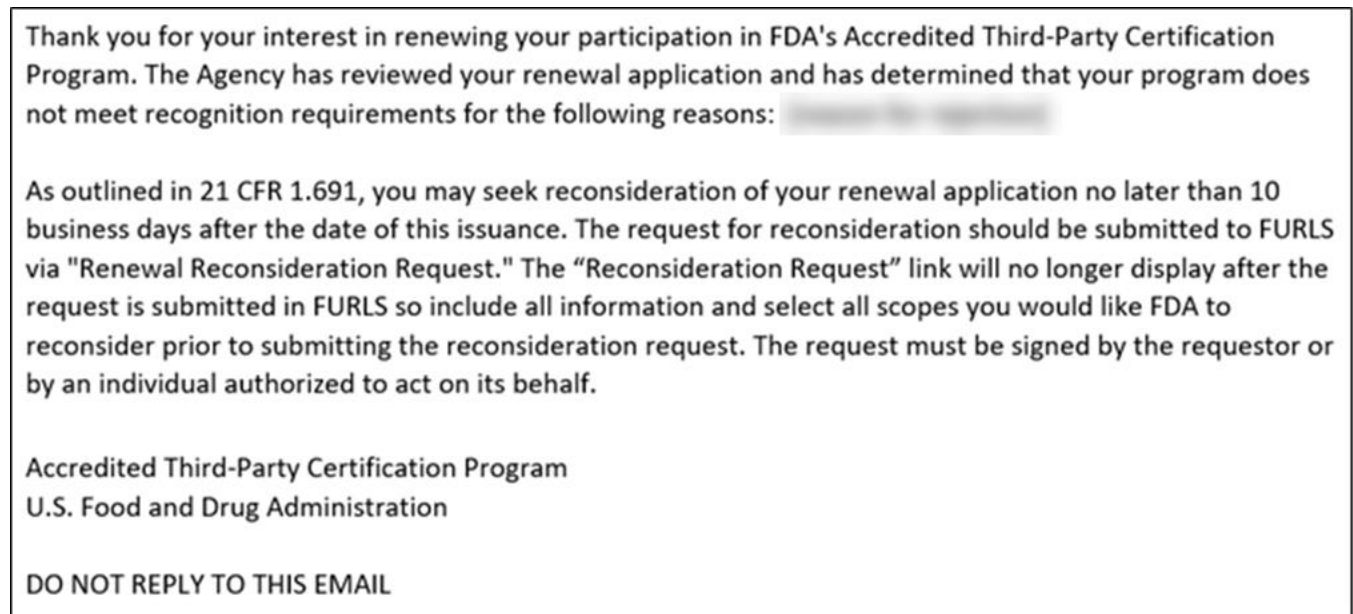 Thank you for your interest in renewing your participation in FDA's Accredited Third-Party Certification
Program. The Agency has reviewed your renewal application and has determined that your program does
not meet recognition requirements for the following reasons:
As outlined in 21 CFR 1.691, you may seek reconsideration of your renewal application no later than 10
business days after the date of this issuance. The request for reconsideration should be submitted to FURLS
via "Renewal Reconsideration Request." The “Reconsideration Request” link will no longer display after the
request is submitted in FURLS so include all information and select all scopes you would like FDA to
reconsider prior to submitting the reconsideration request. The request must be signed by the requestor or
by an individual authorized to act on its behalf.
Accredited Third-Party Certification Program
U.S. Food and Drug Administration
DO NOT REPLY TO THIS EMAIL